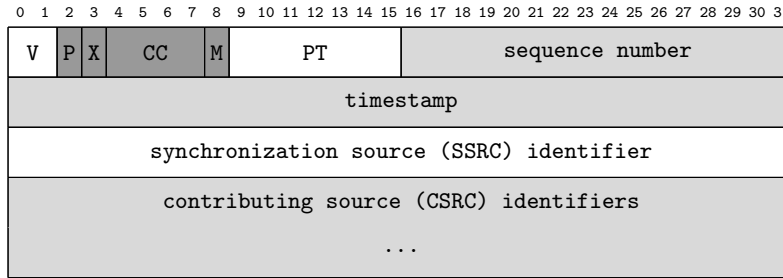 0 1 2 3 4 5 6 7 8 9 10 11 12 13 14 15 16 17 18 19 20 21 22 23 24 25 26 27 28 29 30 3
V P X CC M PT sequence number
timestamp
synchronization source (SSRC) identifier
contributing source (CSRC) identifiers
...